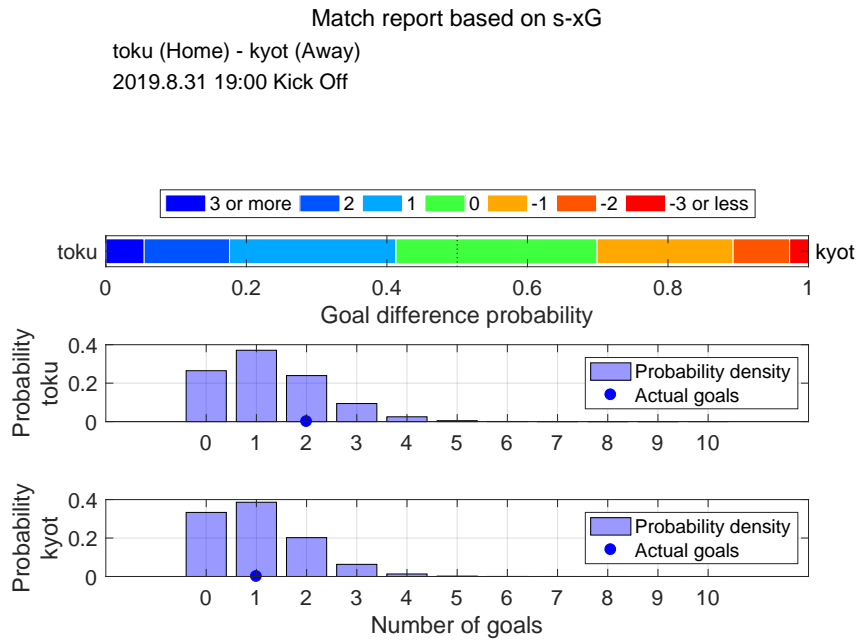 Match report based on s-xG
toku (Home) - kyot (Away)
2019.8.31 19:00 Kick Off
3 or more 2 1 0 -1 -2 -3 or less
toku kyot
0 0.2 0.4 0.6 0.8 1
Goal difference probability
Probability
toku
0.4
0.2
0
Probability density
Actual goals
0 1 2 3 4 5 6 7 8 9 10
Probability
kyot
0.4
0.2
0
Probability density
Actual goals
0 1 2 3 4 5 6 7 8 9 10
Number of goals